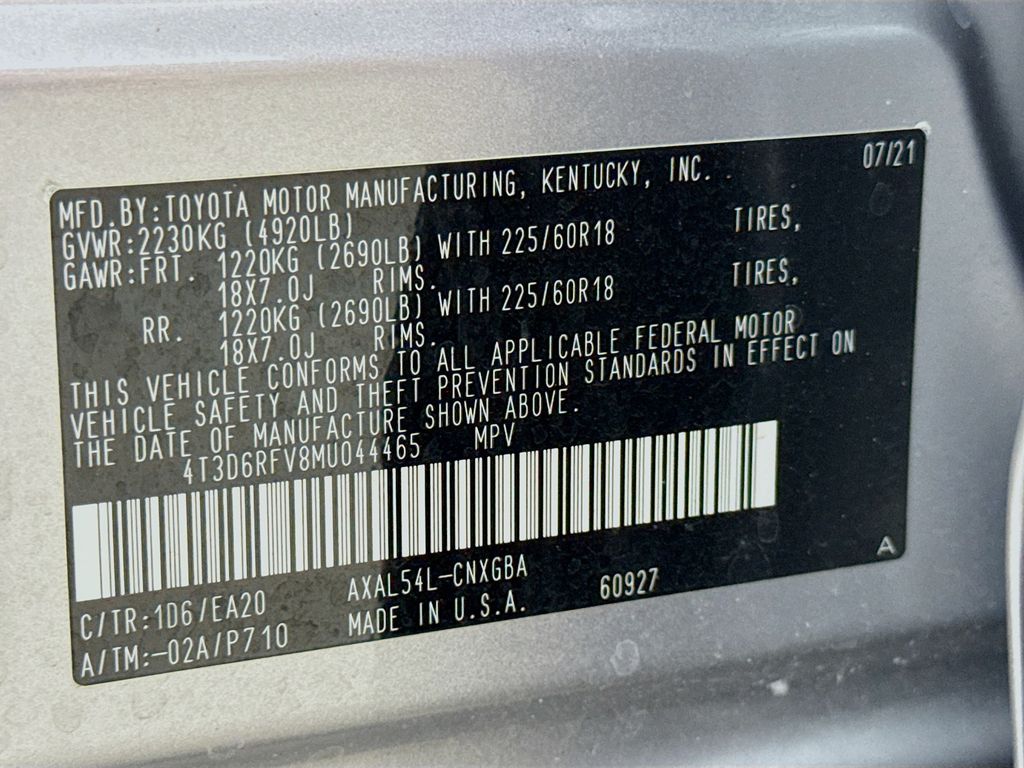 07/21
MFD.BY:TOYOTA MOTOR MANUFACTURING, KENTUCKY, INC.
GVWR:2230KG (4920LB)
GAWR:FRT. 1220KG (2690LB) WITH 225/60R18 TIRES,
18X7.0J RIMS.
RR. 1220KG (2690LB) WITH 225/60R18 TIRES,
18X7.0J RIMS.
THIS VEHICLE CONFORMS TO ALL APPLICABLE FEDERAL MOTOR
VEHICLE SAFETY AND THEFT PREVENTION STANDARDS IN EFFECT ON
THE DATE OF MANUFACTURE SHOWN ABOVE.
4T3D6RFV8MU044465 MPV
C/TR:1D6/EA20 AXAL54L-CNXGBA A
A/TM:-02A/P710 MADE IN U.S.A. 60927